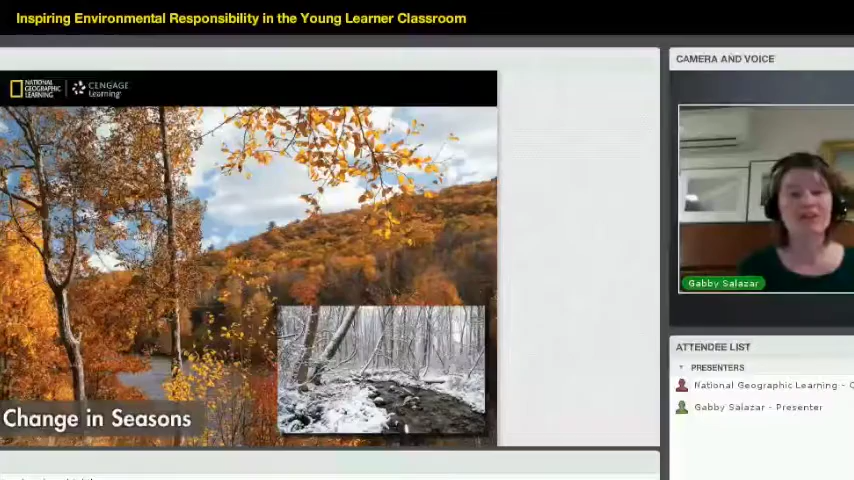 Inspiring Environmental Responsibility in the Young Learner Classroom
CAMERA AND VOICE
NATIONAL
GEOGRAPHIC
LEARNING
CENGAGE
Learning
Change in Seasons
Gabby Salazar
ATTENDEE LIST
PRESENTERS
National Geographic Learning -
Gabby Salazar - Presenter